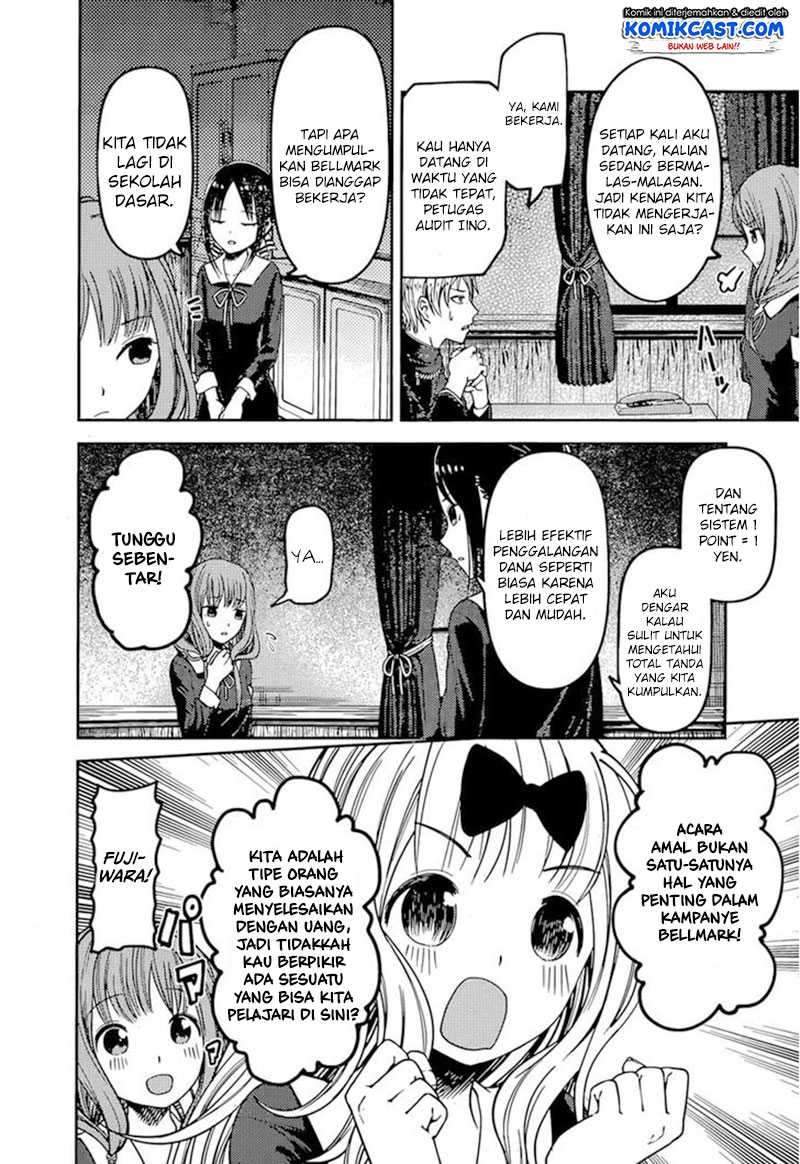 Komik ini diterjemahkan & diedit oleh
KOMIKCAST.COM
BUKAN WEB LAIN!!
SETIAP KALI AKU
DATANG, KALIAN
SEDANG BERMA-
LAS-MALASAN.
JADI KENAPA KITA
TIDAK MENGERJA-
KAN INI SAJA?
YA, KAMI
BEKERJA.
KAU HANYA
DATANG DI
WAKTU YANG
TIDAK TEPAT,
PETUGAS
AUDIT IINO.
TAPI APA
MENGUMPUL-
KAN BELLMARK
BISA DIANGGAP
BEKERJA?
KITA TIDAK
LAGI DI
SEKOLAH
DASAR.
DAN
TENTANG
SISTEM 1
POINT = 1
YEN.
AKU
DENGAR
KALAU
SULIT UNTUK
MENGETAHUI
TOTAL TANDA
YANG KITA
KUMPULKAN.
LEBIH EFEKTIF
PENGGALANGAN
DANA SEPERTI
BIASA KARENA
LEBIH CEPAT
DAN MUDAH.
YA...
TUNGGU
SEBEN-
TAR!
ACARA
AMAL BUKAN
SATU-SATUNYA
HAL YANG
PENTING DALAM
KAMPANYE
BELLMARK!
KITA ADALAH
TIPE ORANG
YANG BIASANYA
MENYELESAIKAN
DENGAN UANG,
JADI TIDAKKAH
KAU BERPIKIR
ADA SESUATU
YANG BISA KITA
PELAJARI DI SINI?
FUJI-
WARA!
パァ